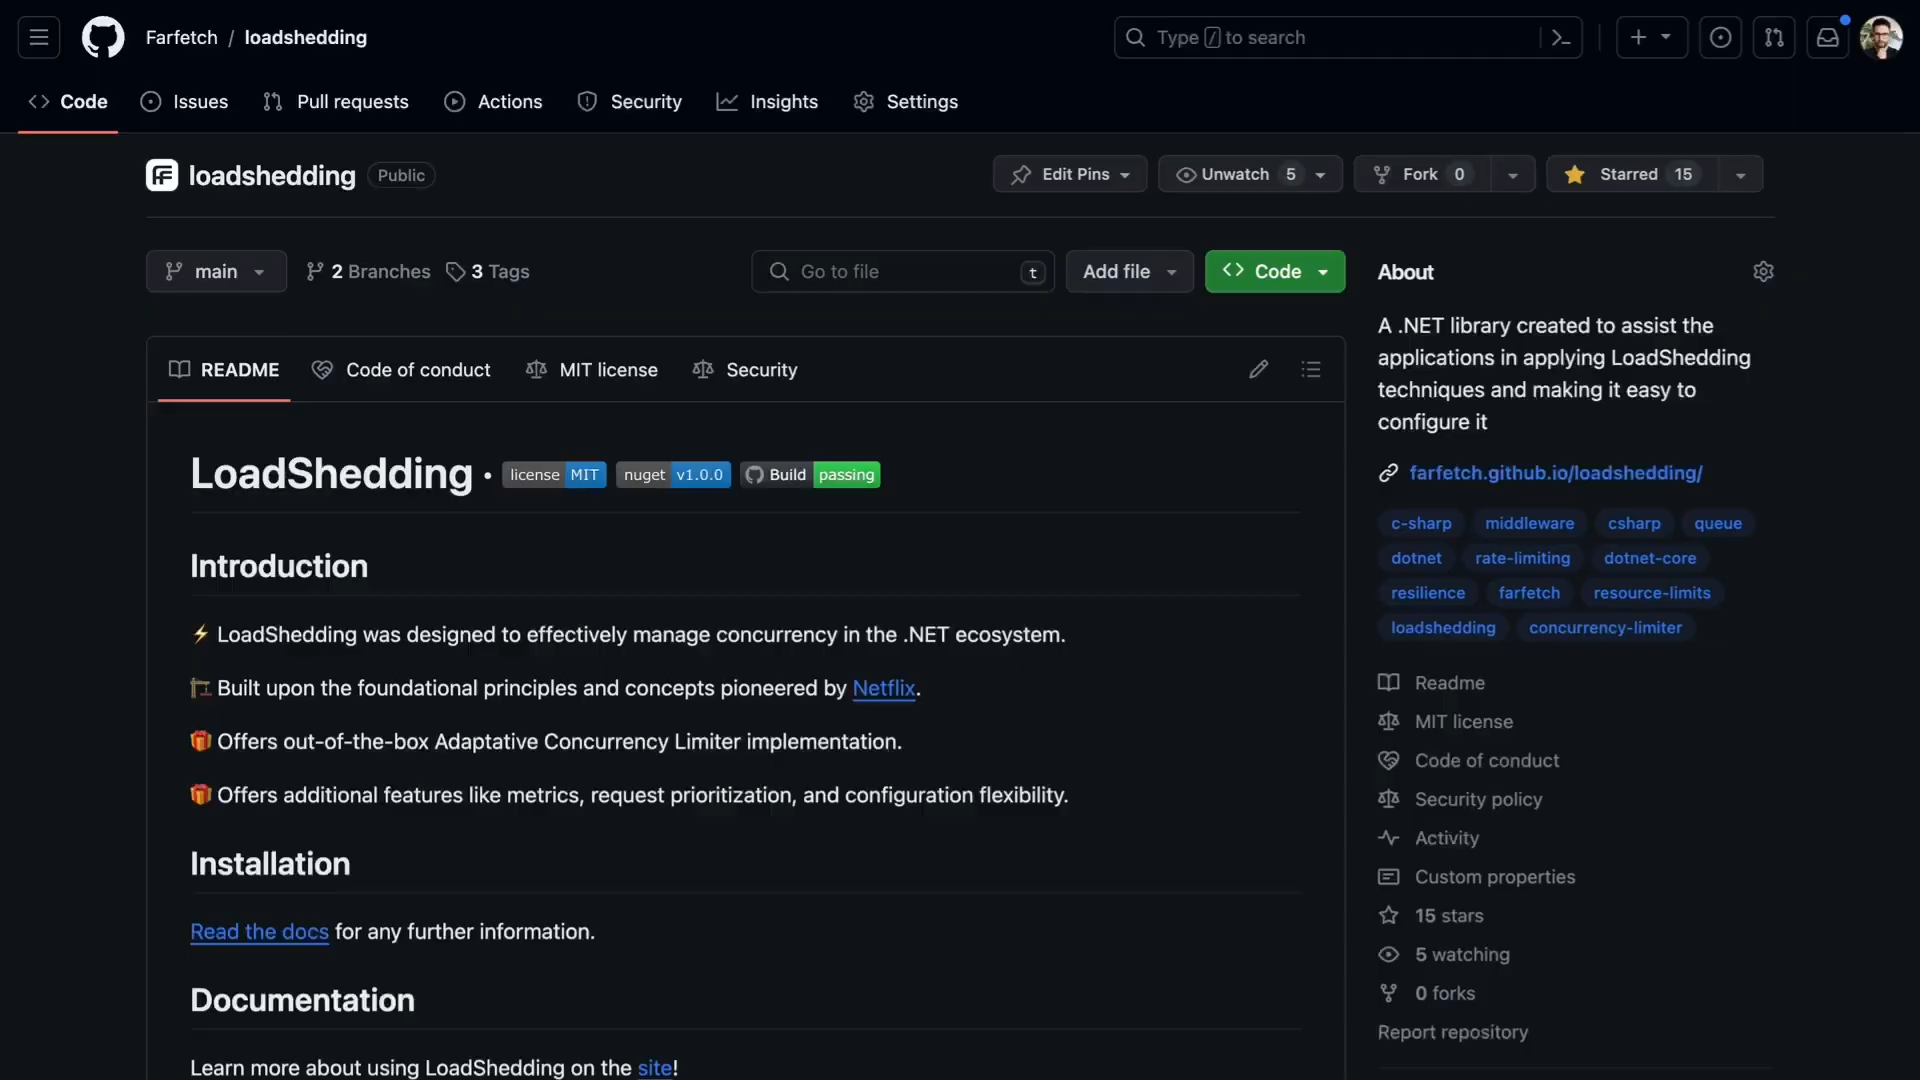 Farfetch / loadshedding
Type / to search
Code
Issues
Pull requests
Actions
Security
Insights
Settings
loadshedding Public
Edit Pins
Unwatch 5
Fork 0
Starred 15
main
2 Branches
3 Tags
Go to file t
Add file
Code
README
Code of conduct
MIT license
Security
LoadShedding • license MIT nuget v1.0.0 Build passing
Introduction
⚡ LoadShedding was designed to effectively manage concurrency in the .NET ecosystem.
🏗️ Built upon the foundational principles and concepts pioneered by Netflix.
🎁 Offers out-of-the-box Adaptative Concurrency Limiter implementation.
🎁 Offers additional features like metrics, request prioritization, and configuration flexibility.
Installation
Read the docs for any further information.
Documentation
Learn more about using LoadShedding on the site!
About
A .NET library created to assist the
applications in applying LoadShedding
techniques and making it easy to
configure it
farfetch.github.io/loadshedding/
c-sharp middleware csharp queue
dotnet rate-limiting dotnet-core
resilience farfetch resource-limits
loadshedding concurrency-limiter
Readme
MIT license
Code of conduct
Security policy
Activity
Custom properties
15 stars
5 watching
0 forks
Report repository